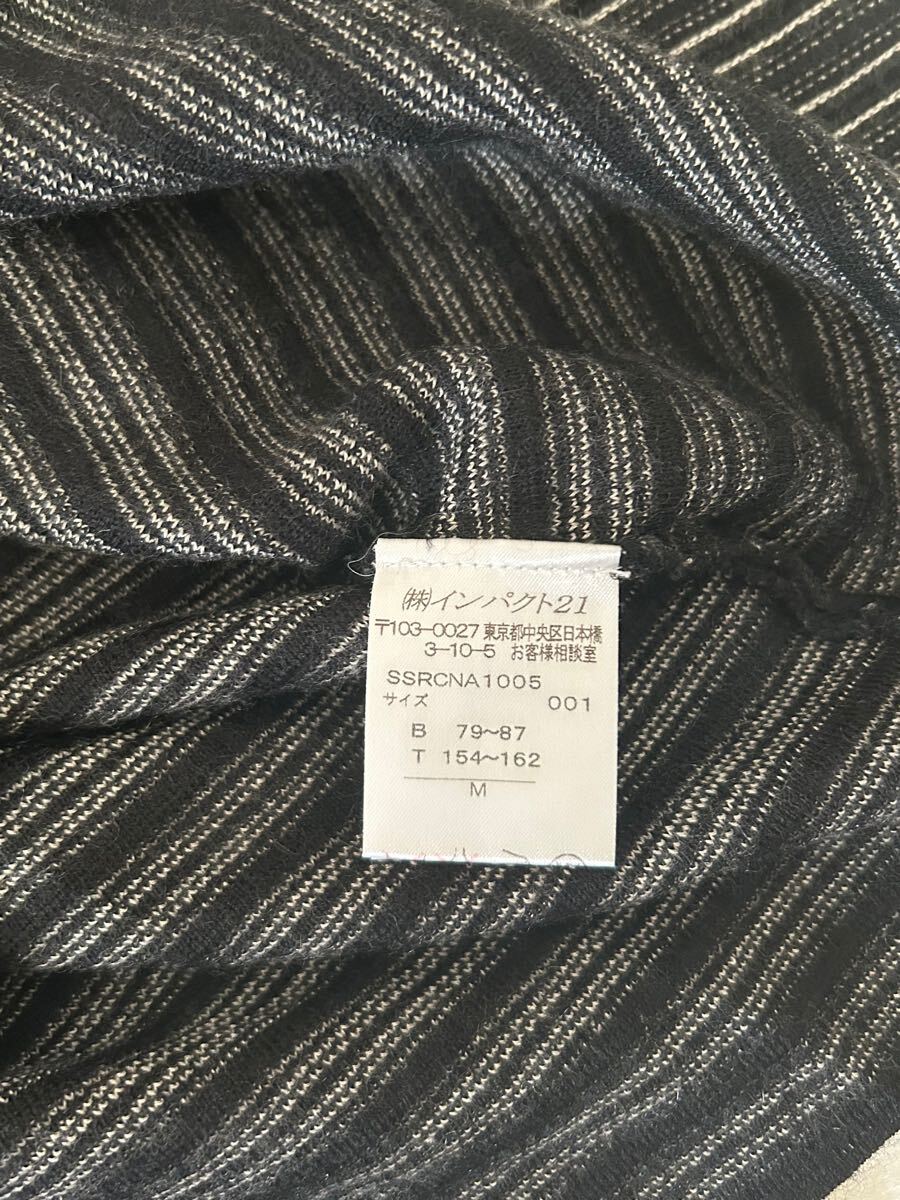 ㈱インパクト21
〒103-0027 東京都中央区日本橋
3-10-5 お客様相談室
SSRCNA1005
サイズ 001
B 79~87
T 154~162
M